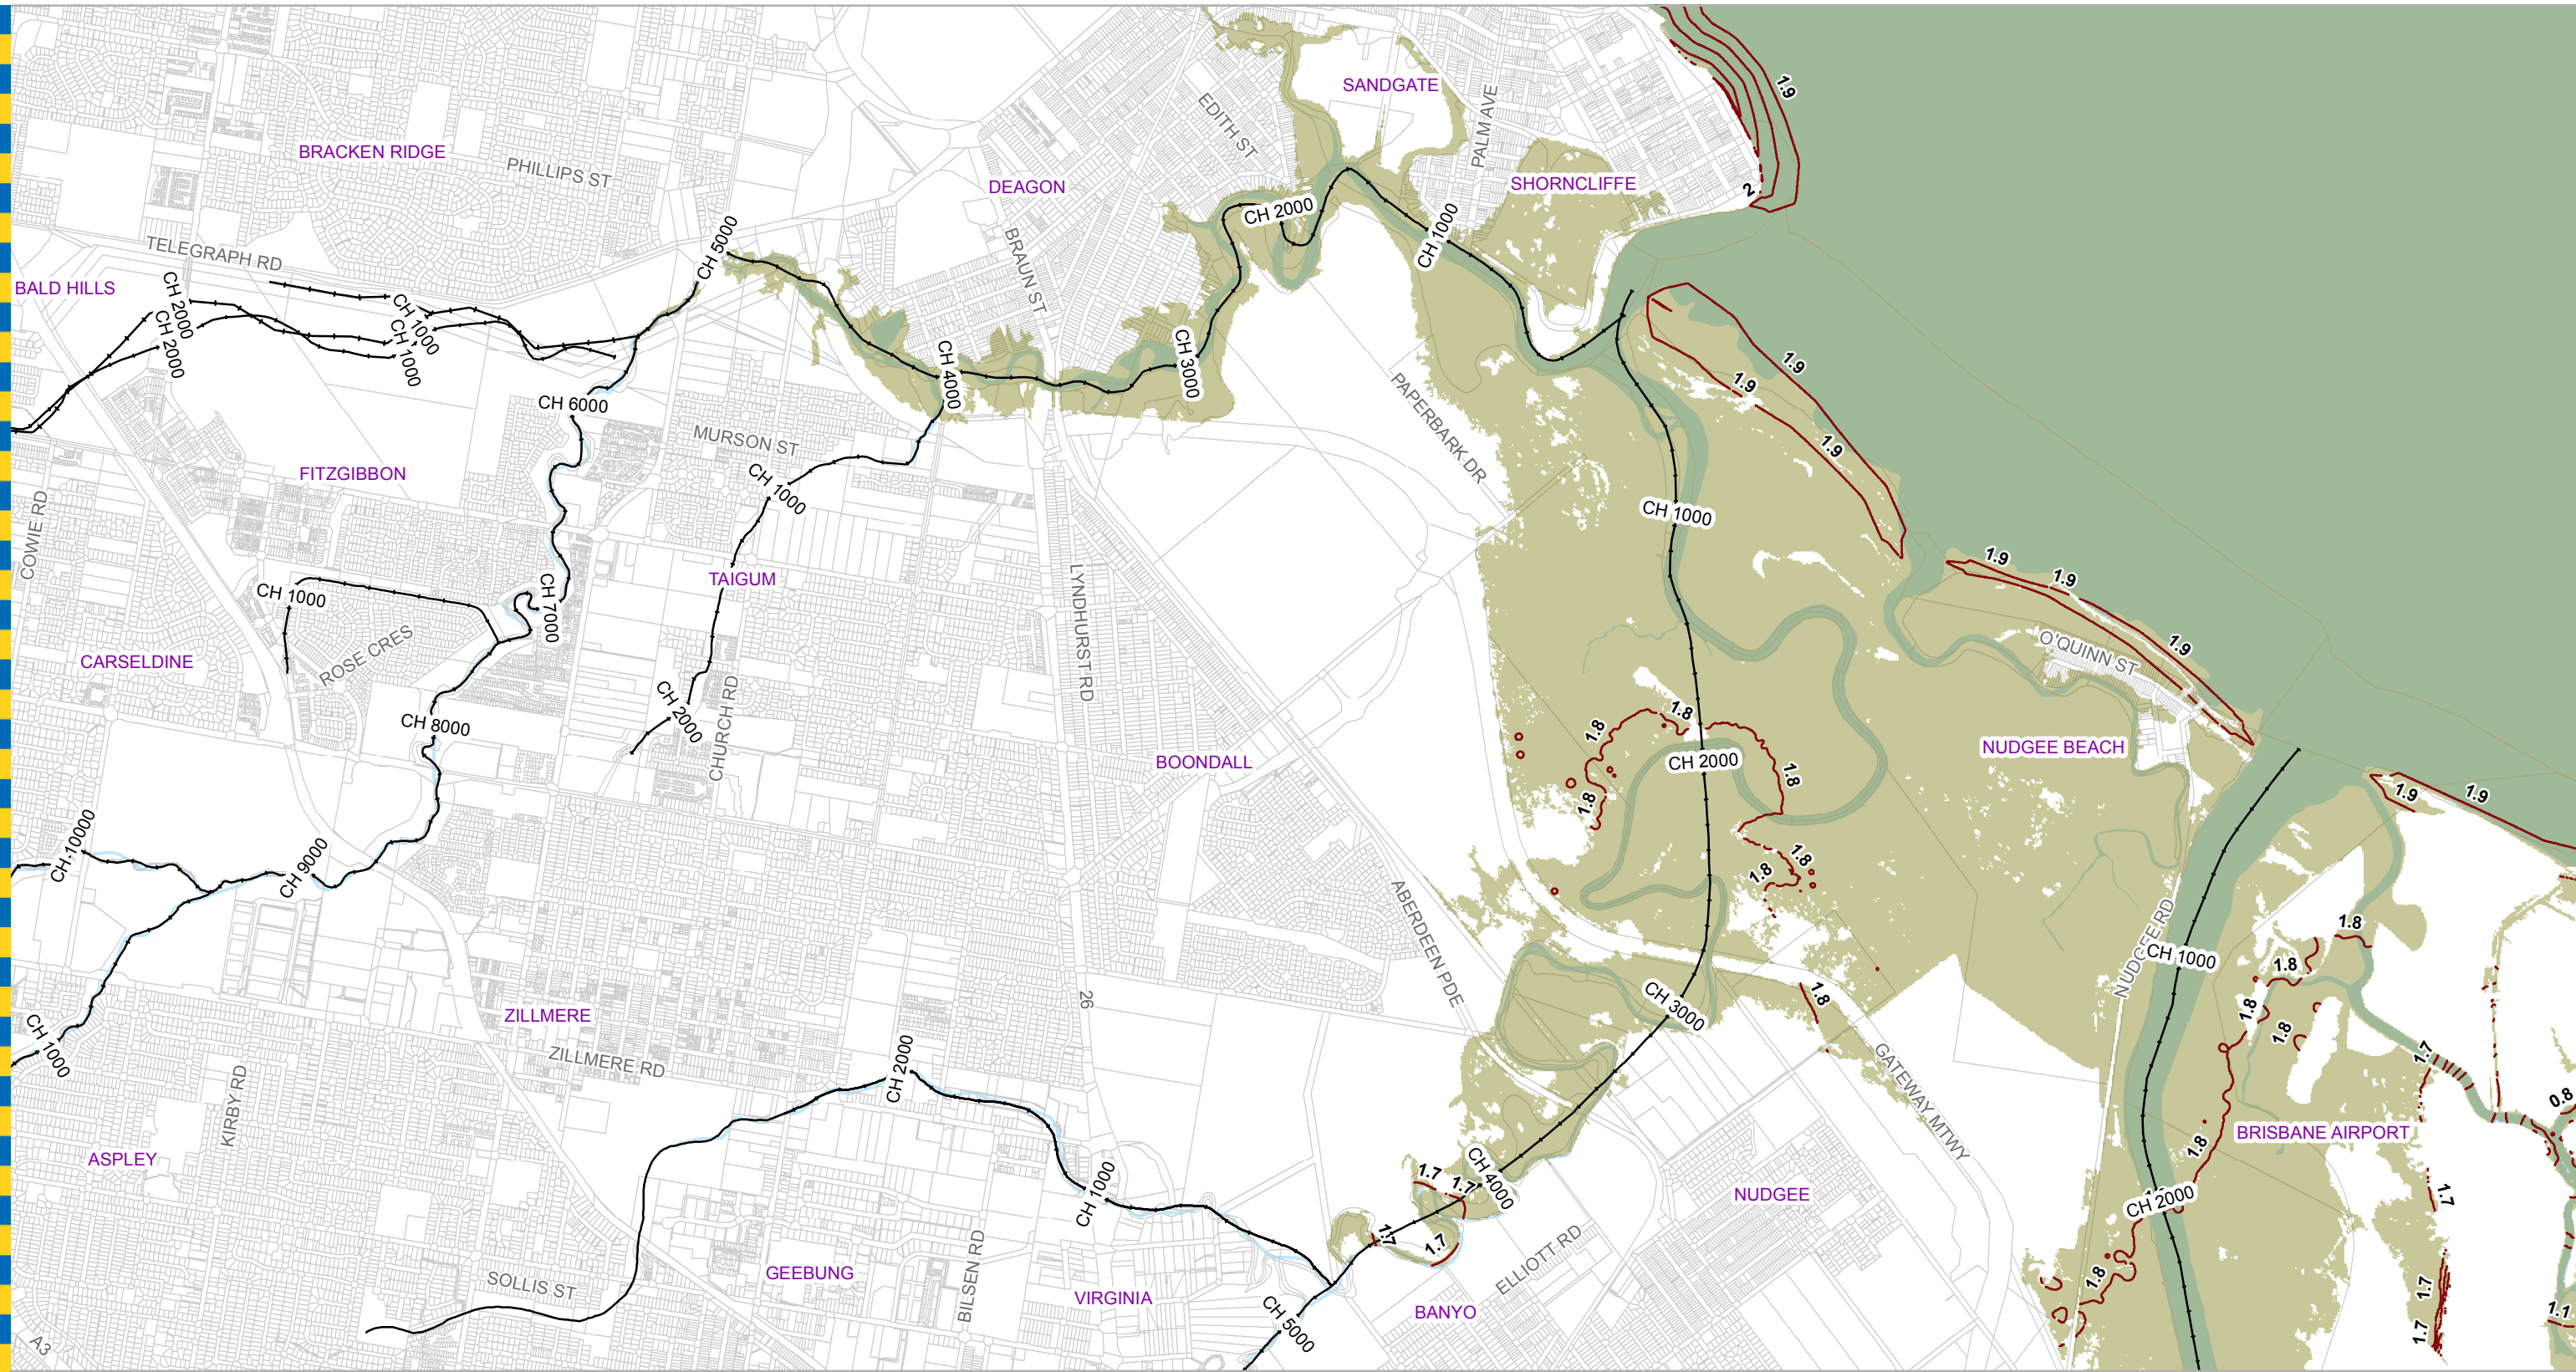 SANDGATE
1.9
EDITH ST
PALM AVE
BRACKEN RIDGE
PHILLIPS ST
DEAGON
SHORNCLIFFE
2
CH 2000
CH 1000
CH 5000
TELEGRAPH RD
BRAUN ST
BALD HILLS
CH 2000
CH 2000
CH 1000
CH 1000
CH 4000
CH 3000
1.9
1.9
1.9
PAPERBARK DR
CH 6000
MURSON ST
FITZGIBBON
CH 1000
CH 1000
COWIE RD
1.9
1.9
1.9
TAIGUM
CH 1000
CH 7000
LYNDHURST RD
ROSE CRES
CARSELDINE
O'QUINN ST
CH 2000
CHURCH RD
CH 8000
1.8
1.8
1.8
1.8
BOONDALL
CH 2000
NUDGEE BEACH
1.9
1.9
CH 10000
CH 9000
1.8
1.8
ABERDEEN PDE
NUDGEE RD
CH 1000
1.8
1.8
1.8
1.8
26
1.8
CH 3000
ZILLMERE
ZILLMERE RD
CH 1000
CH 2000
GATEWAY MTWY
1.7
0.8
KIRBY RD
BRISBANE AIRPORT
1.8
ASPLEY
CH 1000
1.7
1.7
CH 4000
NUDGEE
CH 2000
1.7
1.7
1.7
ELLIOTT RD
GEEBUNG
BILSEN RD
SOLLIS ST
VIRGINIA
CH 5000
BANYO
1.8
1.7
1.7
1.1
A3